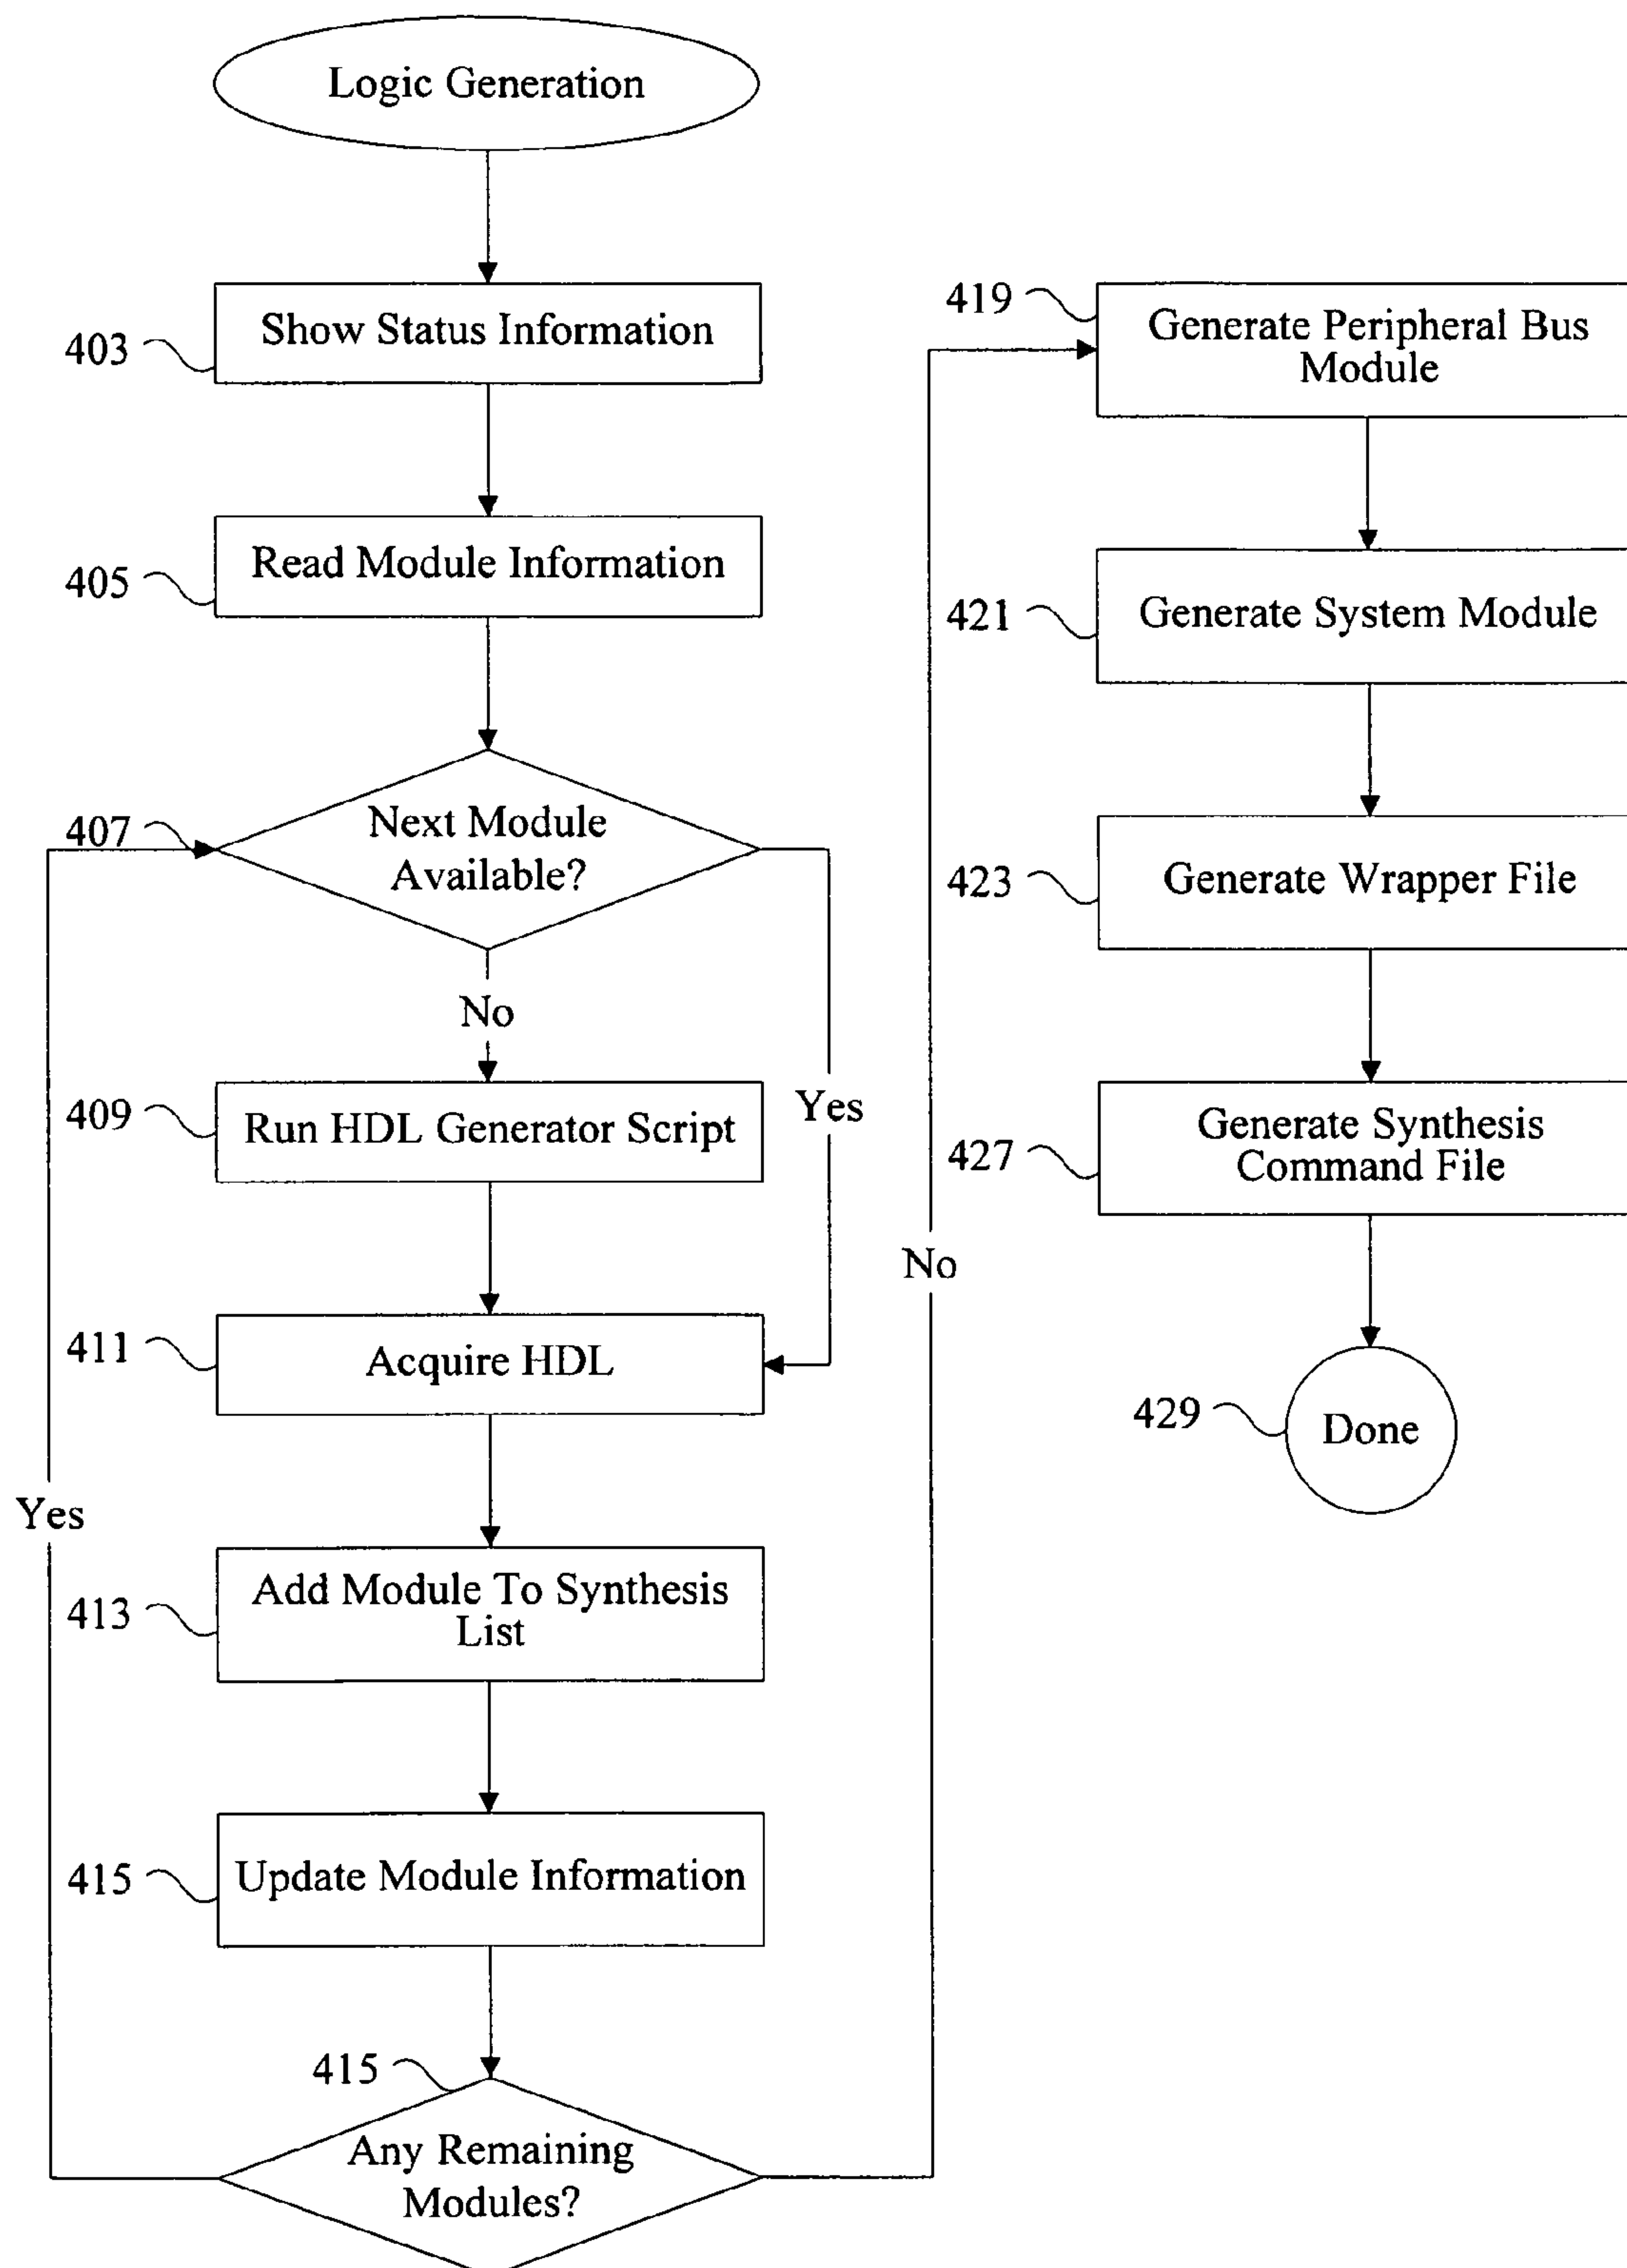 Logic Generation
403
Show Status Information
405
Read Module Information
407
Next Module
Available?
No
Yes
409
Run HDL Generator Script
411
Acquire HDL
Yes
413
Add Module To Synthesis
List
415
Update Module Information
415
Any Remaining
Modules?
No
419
Generate Peripheral Bus
Module
421
Generate System Module
423
Generate Wrapper File
427
Generate Synthesis
Command File
429
Done